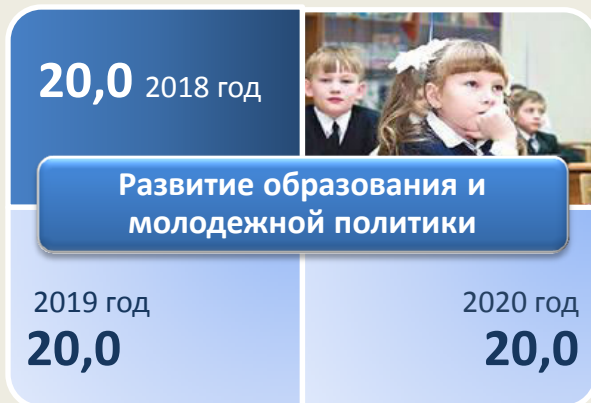 20,0 2018 год
Развитие образования и
молодежной политики
2019 год
20,0
2020 год
20,0